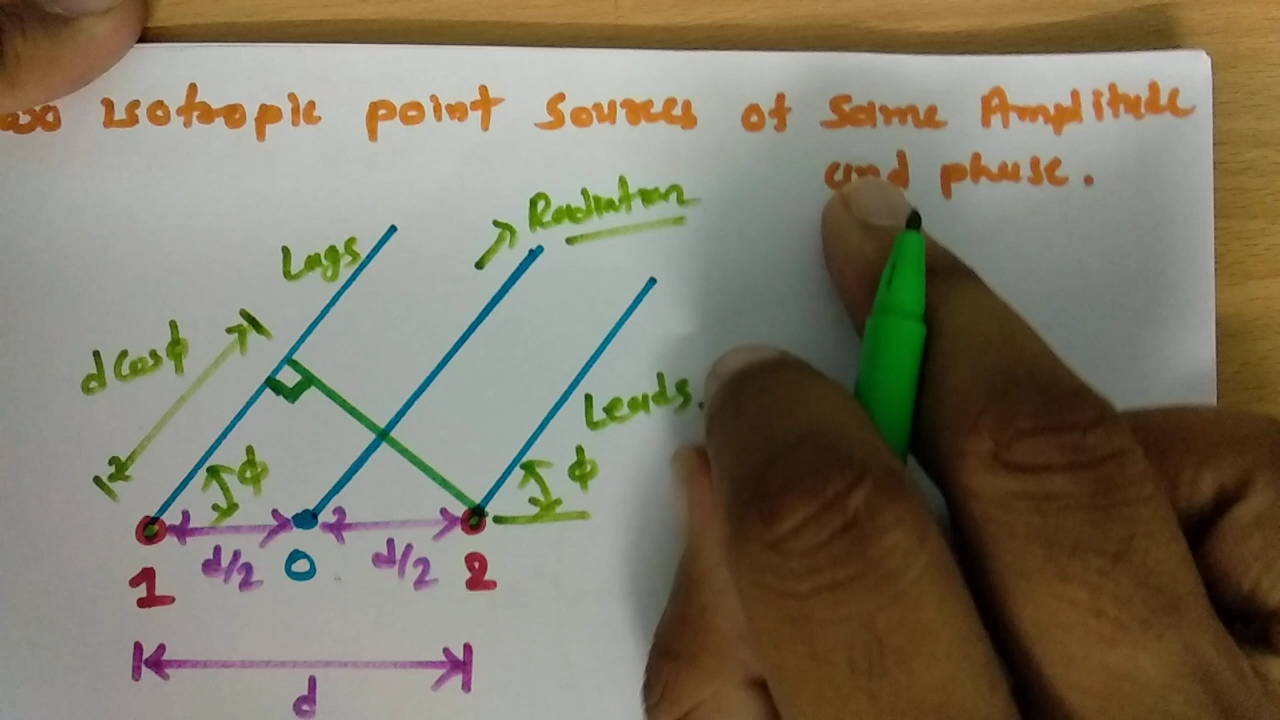 isotropic point sources of same Amplitude
and phase.
Radiation
Lags
d cos ϕ
Leads.
ϕ
ϕ
d/2
d/2
1
0
2
d